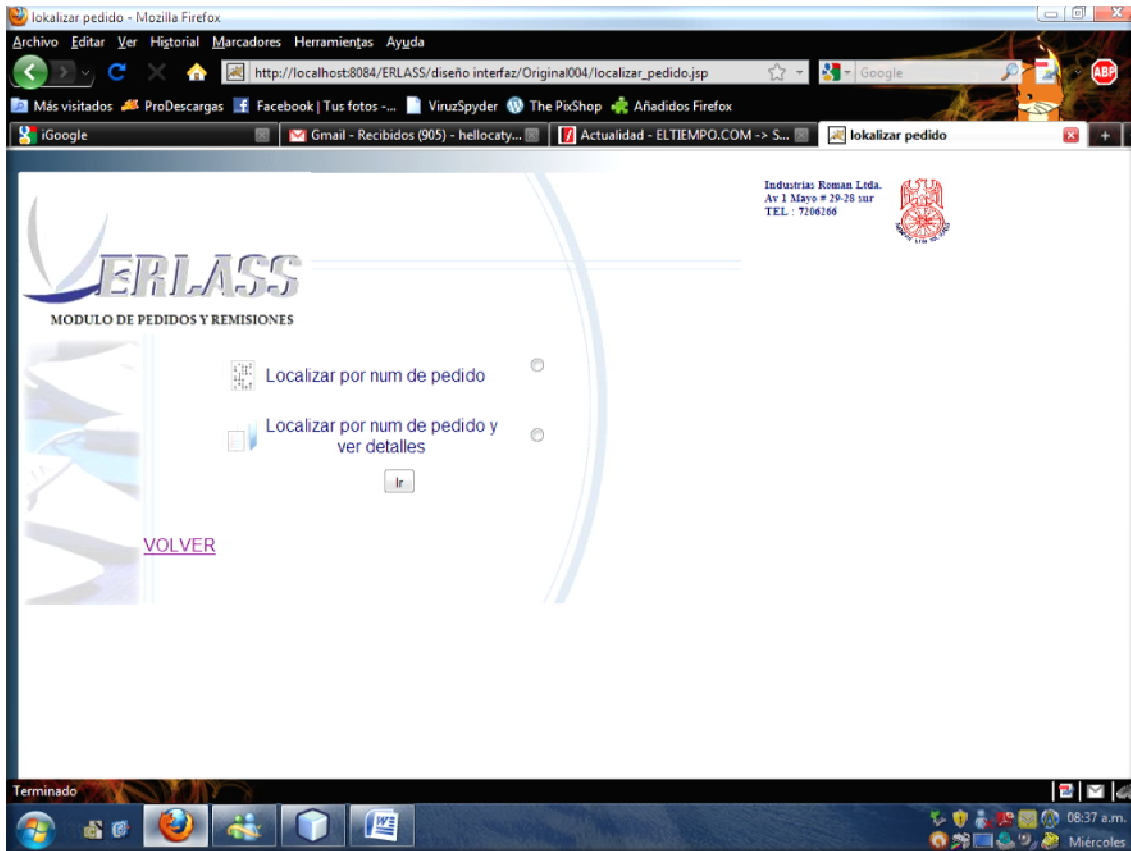 lokalizar pedido - Mozilla Firefox
Archivo Editar Ver Historial Marcadores Herramientas Ayuda
http://localhost:8084/ERLASS/diseño interfaz/Original004/localizar_pedido.jsp
Google
ABP
Más visitados ProDescargas Facebook | Tus fotos -... ViruzSpyder The PixShop Añadidos Firefox
iGoogle Gmail - Recibidos (905) - hellocaty... Actualidad - ELTIEMPO.COM -> S... lokalizar pedido
Industrias Roman Ltda.
Av 1 Mayo # 29-28 sur
TEL : 7206266
ERLASS
MODULO DE PEDIDOS Y REMISIONES
Localizar por num de pedido
Localizar por num de pedido y
ver detalles
Ir
VOLVER
Terminado
08:37 a.m.
Miércoles